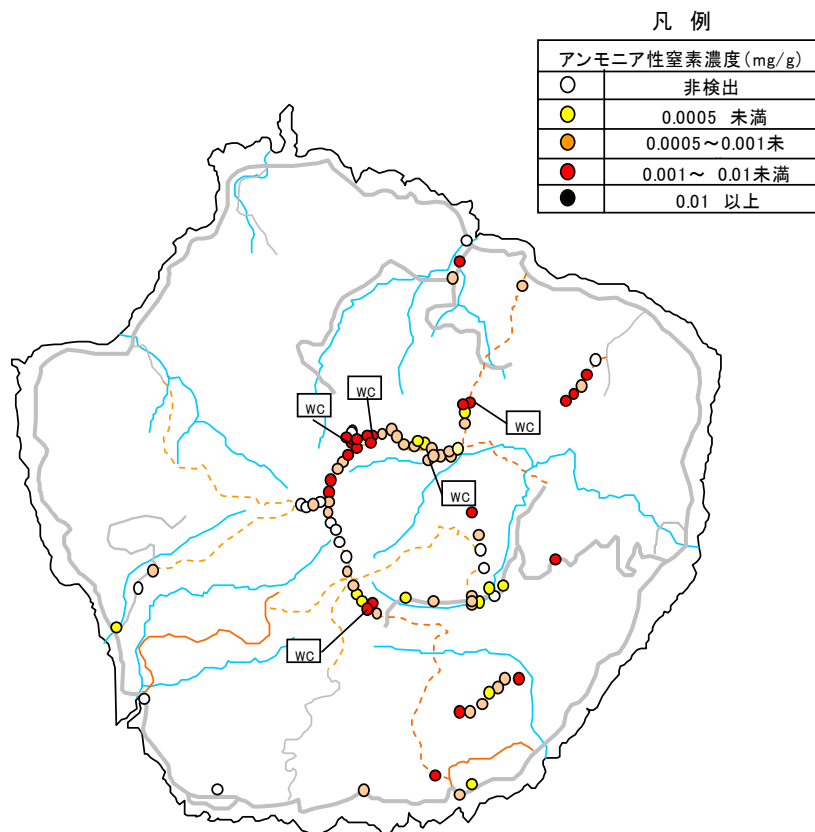 凡 例
アンモニア性窒素濃度(mg/g)
非検出
0.0005 未満
0.0005～0.001未
0.001～ 0.01未満
0.01 以上
WC
WC
WC
WC
WC